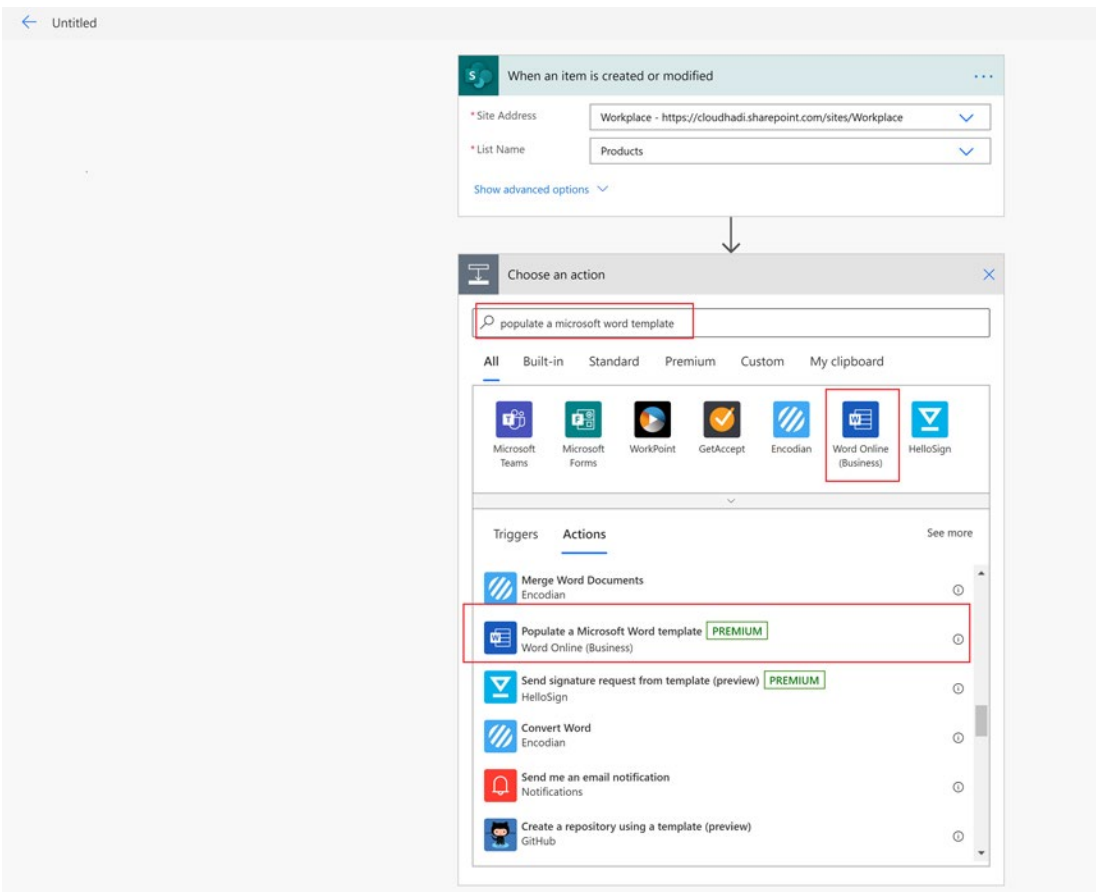 Untitled
When an item is created or modified
* Site Address
Workplace - https://cloudhadi.sharepoint.com/sites/Workplace
* List Name
Products
Show advanced options
Choose an action
populate a microsoft word template
All Built-in Standard Premium Custom My clipboard
Microsoft Teams
Microsoft Forms
WorkPoint
GetAccept
Encodian
Word Online (Business)
HelloSign
Triggers Actions See more
Merge Word Documents
Encodian
Populate a Microsoft Word template PREMIUM
Word Online (Business)
Send signature request from template (preview) PREMIUM
HelloSign
Convert Word
Encodian
Send me an email notification
Notifications
Create a repository using a template (preview)
GitHub